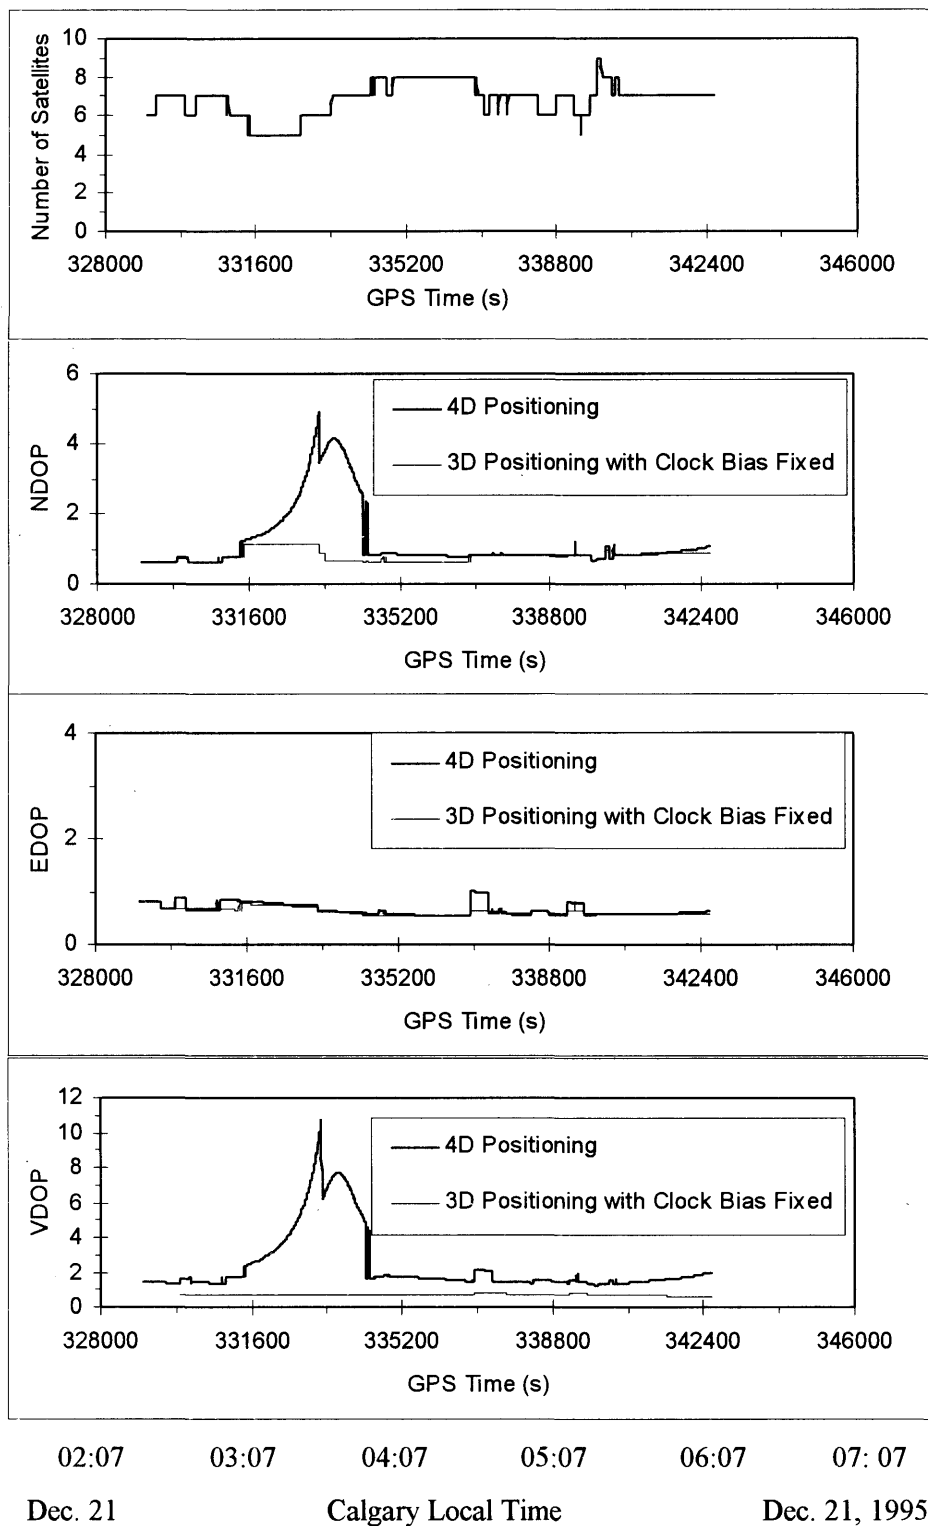 Number of Satellites
10
8
6
4
2
0
328000 331600 335200 338800 342400 346000
GPS Time (s)
NDOP
6
4
2
0
4D Positioning
3D Positioning with Clock Bias Fixed
328000 331600 335200 338800 342400 346000
GPS Time (s)
EDOP
4
2
0
4D Positioning
3D Positioning with Clock Bias Fixed
328000 331600 335200 338800 342400 346000
GPS Time (s)
VDOP
12
10
8
6
4
2
0
4D Positioning
3D Positioning with Clock Bias Fixed
328000 331600 335200 338800 342400 346000
GPS Time (s)
02:07 03:07 04:07 05:07 06:07 07: 07
Dec. 21 Calgary Local Time Dec. 21, 1995